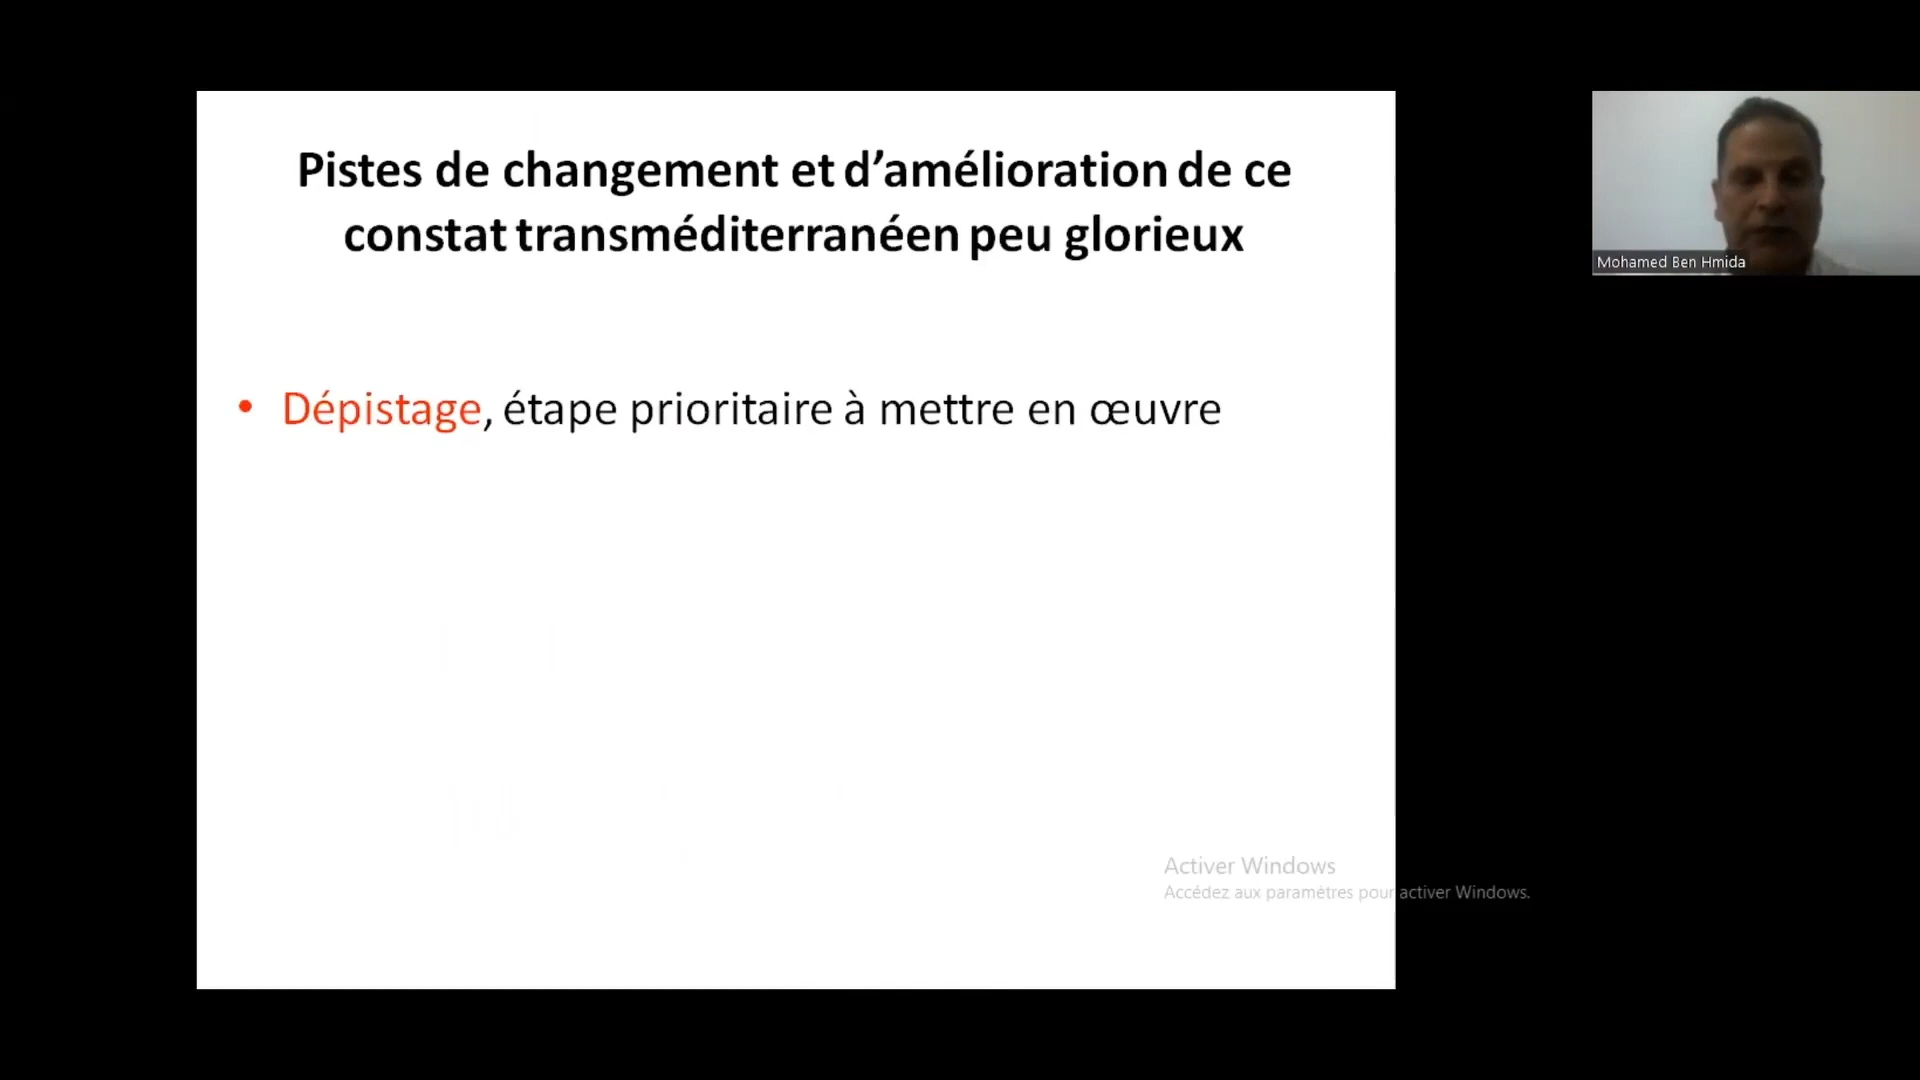 Pistes de changement et d’amélioration de ce
constat transméditerranéen peu glorieux
• Dépistage, étape prioritaire à mettre en œuvre
Mohamed Ben Hmida
Activer Windows
Accédez aux paramètres pour activer Windows.